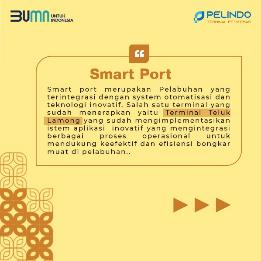 BUMN UNTUK
INDONESIA
PELINDO
Smart Port
Smart port merupakan Pelabuhan yang
terintegrasi dengan system otomatisasi dan
teknologi inovatif. Salah satu terminal yang
sudah menerapkan yaitu Terminal Teluk
Lamong yang sudah mengimplementasikan
istem aplikasi inovatif yang mengintegrasi
berbagai proses operasional untuk
mendukung keefektif dan efisiensi bongkar
muat di pelabuhan..